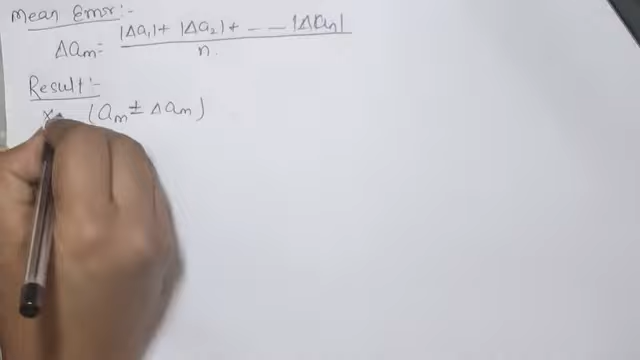 Mean Error:-
Δam = |Δa₁| + |Δa₂| + - - - |Δan| / n
Result:-
x (am ± Δam)